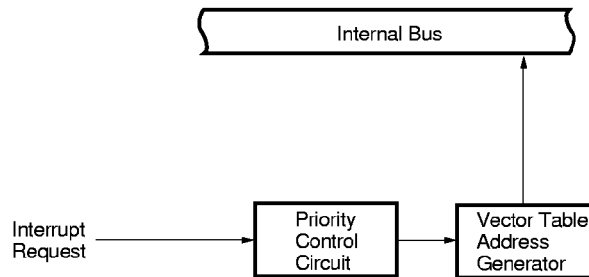 Internal Bus
Interrupt
Request
Priority
Control
Circuit
Vector Table
Address
Generator